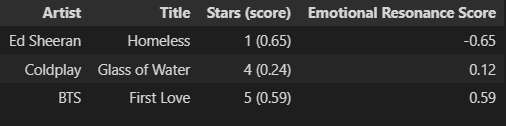 Artist Title Stars (score) Emotional Resonance Score
Ed Sheeran Homeless 1 (0.65) -0.65
Coldplay Glass of Water 4 (0.24) 0.12
BTS First Love 5 (0.59) 0.59